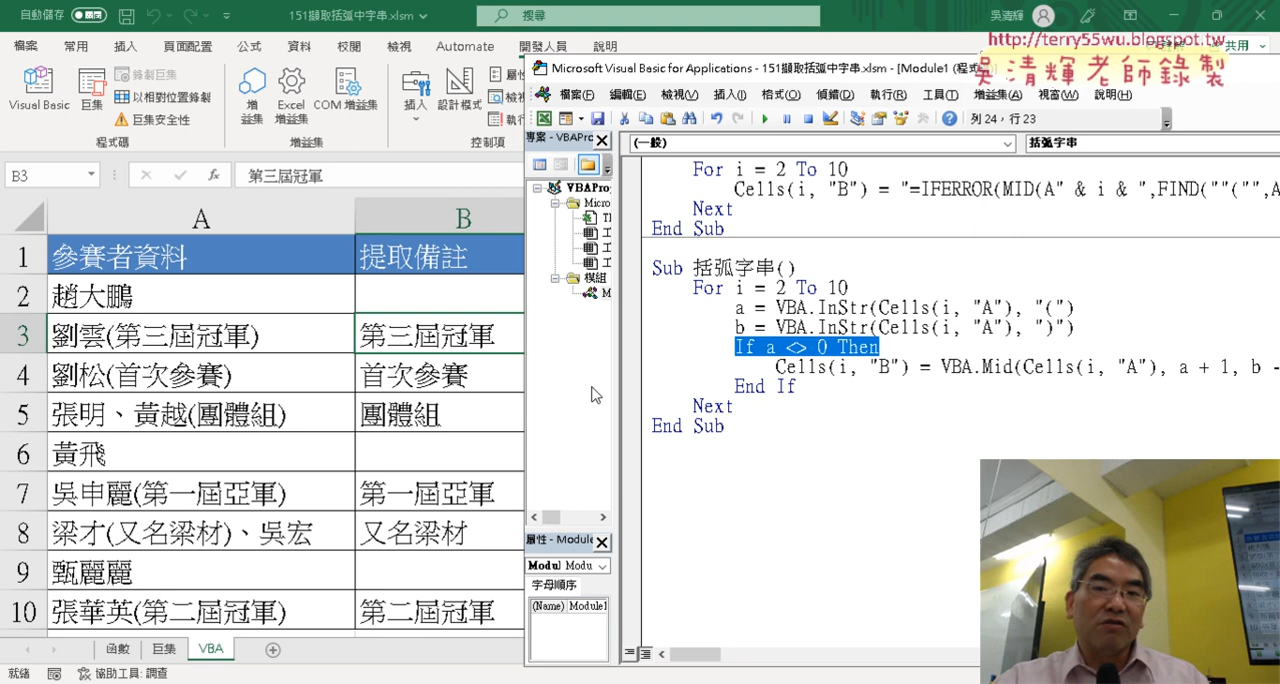 自動儲存 151擷取括弧中字串.xlsm 搜尋 吳清輝
http://terry55wu.blogspot.tw
吳清輝老師錄製
檔案 常用 插入 頁面配置 公式 資料 校閱 檢視 Automate 開發人員 說明 共用
Visual Basic 巨集 錄製巨集 以相對位置錄製 巨集安全性
增益集 Excel 增益集 COM 增益集 插入 設計模式
程式碼 增益集 控制項
B3 fx 第三屆冠軍
A B
1 參賽者資料 提取備註
2 趙大鵬
3 劉雲(第三屆冠軍) 第三屆冠軍
4 劉松(首次參賽) 首次參賽
5 張明、黃越(團體組) 團體組
6 黃飛
7 吳申麗(第一屆亞軍) 第一屆亞軍
8 梁才(又名梁材)、吳宏 又名梁材
9 甄麗麗
10 張華英(第二屆冠軍) 第二屆冠軍
函數 巨集 VBA
就緒 協助工具: 調查
Microsoft Visual Basic for Applications - 151擷取括弧中字串.xlsm - [Module1 (程式
檔案(F) 編輯(E) 檢視(V) 插入(I) 格式(O) 偵錯(D) 執行(R) 工具(T) 增益集(A) 視窗(W) 說明(H)
列 24，行 23
專案 - VBAPro
VBAPro
Micro
模組
屬性 - Module
Modul Modu
字母順序
(Name) Module1
(一般) 括弧字串
For i = 2 To 10
Cells(i, "B") = "=IFERROR(MID(A" & i & ",FIND(""("",A
Next
End Sub
Sub 括弧字串()
For i = 2 To 10
a = VBA.InStr(Cells(i, "A"), "(")
b = VBA.InStr(Cells(i, "A"), ")")
If a <> 0 Then
Cells(i, "B") = VBA.Mid(Cells(i, "A"), a + 1, b -
End If
Next
End Sub